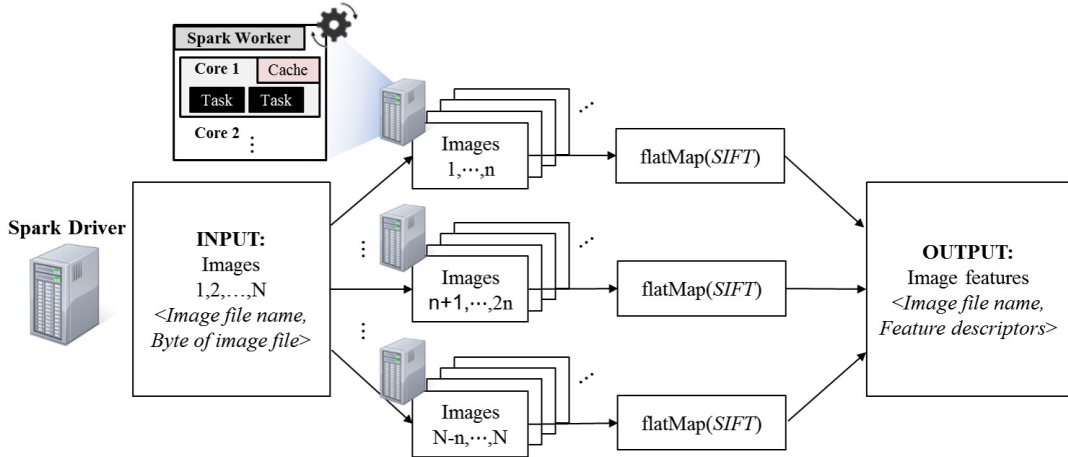 Spark Worker
Core 1
Cache
Task
Task
Core 2
⋮
Spark Driver
INPUT:
Images
1,2,…,N
<Image file name,
Byte of image file>
⋮
⋮
Images
1,⋯,n
⋰
flatMap(SIFT)
Images
n+1,⋯,2n
⋰
flatMap(SIFT)
Images
N-n,⋯,N
⋰
flatMap(SIFT)
OUTPUT:
Image features
<Image file name,
Feature descriptors>